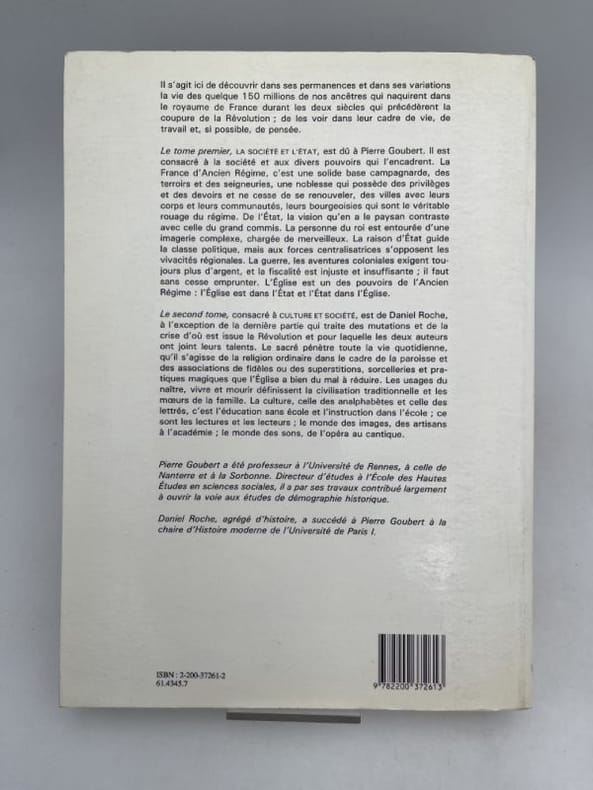 Il s'agit ici de découvrir dans ses permanences et dans ses variations
la vie des quelque 150 millions de nos ancêtres qui naquirent dans
le royaume de France durant les deux siècles qui précédèrent la
coupure de la Révolution ; de les voir dans leur cadre de vie, de
travail et, si possible, de pensée.
Le tome premier, LA SOCIÉTÉ ET L'ÉTAT, est dû à Pierre Goubert. Il est
consacré à la société et aux divers pouvoirs qui l'encadrent. La
France d'Ancien Régime, c'est une solide base campagnarde, des
terroirs et des seigneuries, une noblesse qui possède des privilèges
et des devoirs et ne cesse de se renouveler, des villes avec leurs
corps et leurs communautés, leurs bourgeoisies qui sont le véritable
rouage du régime. De l'État, la vision qu'en a le paysan contraste
avec celle du grand commis. La personne du roi est entourée d'une
imagerie complexe, chargée de merveilleux. La raison d'État guide
la classe politique, mais aux forces centralisatrices s'opposent les
vivacités régionales. La guerre, les aventures coloniales exigent tou-
jours plus d'argent, et la fiscalité est injuste et insuffisante ; il faut
sans cesse emprunter. L'Église est un des pouvoirs de l'Ancien
Régime : l'Église est dans l'État et l'État dans l'Église.
Le second tome, consacré à CULTURE ET SOCIÉTÉ, est de Daniel Roche,
à l'exception de la dernière partie qui traite des mutations et de la
crise d'où est issue la Révolution et pour laquelle les deux auteurs
ont joint leurs talents. Le sacré pénètre toute la vie quotidienne,
qu'il s'agisse de la religion ordinaire dans le cadre de la paroisse et
des associations de fidèles ou des superstitions, sorcelleries et pra-
tiques magiques que l'Église a bien du mal à réduire. Les usages du
naître, vivre et mourir définissent la civilisation traditionnelle et les
mœurs de la famille. La culture, celle des analphabètes et celle des
lettrés, c'est l'éducation sans école et l'instruction dans l'école ; ce
sont les lectures et les lecteurs ; le monde des images, des artisans
à l'académie ; le monde des sons, de l'opéra au cantique.
Pierre Goubert a été professeur à l'Université de Rennes, à celle de
Nanterre et à la Sorbonne. Directeur d'études à l'École des Hautes
Études en sciences sociales, il a par ses travaux contribué largement
à ouvrir la voie aux études de démographie historique.
Daniel Roche, agrégé d'histoire, a succédé à Pierre Goubert à la
chaire d'Histoire moderne de l'Université de Paris I.
ISBN : 2-200-37261-2
61.4345.7
9 782200 372613